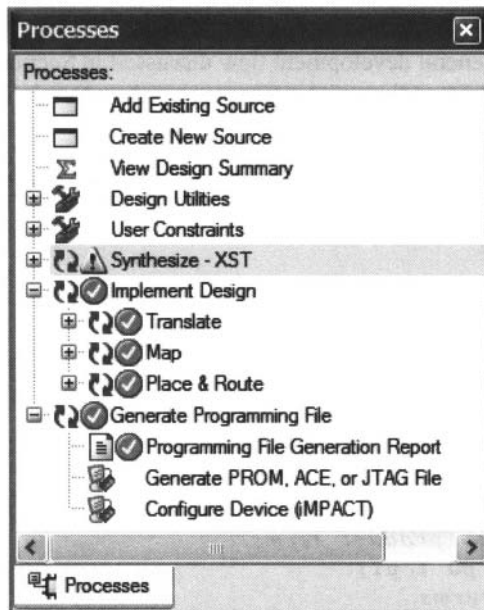 Processes
Processes:
Add Existing Source
Create New Source
View Design Summary
Design Utilities
User Constraints
Synthesize - XST
Implement Design
Translate
Map
Place & Route
Generate Programming File
Programming File Generation Report
Generate PROM, ACE, or JTAG File
Configure Device (iMPACT)
Processes